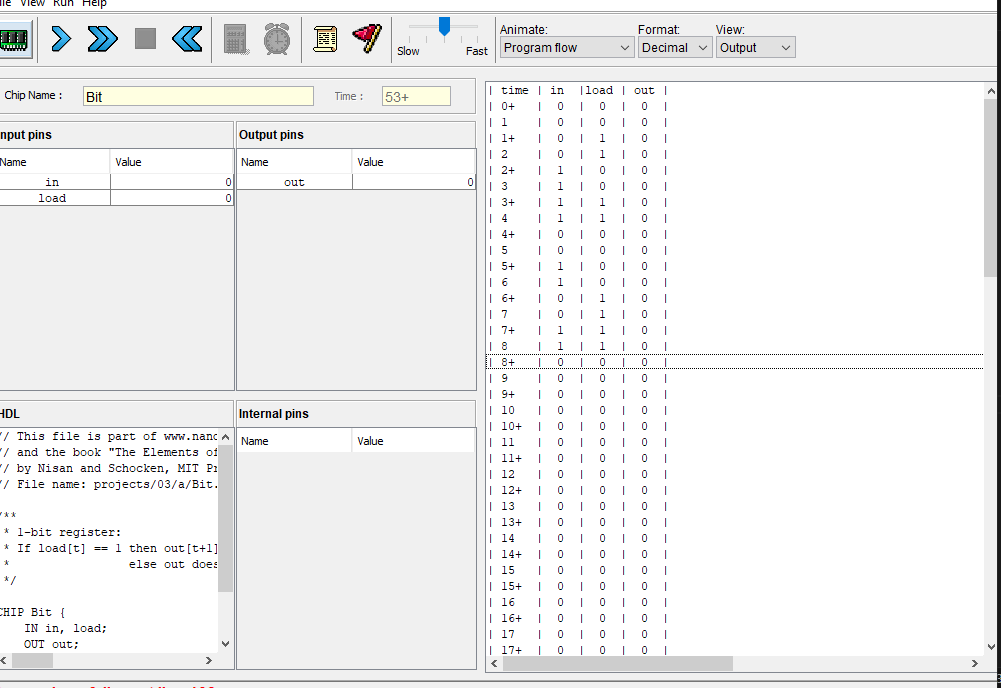 View Run Help
Slow Fast
Animate: Format: View:
Program flow Decimal Output
Chip Name : Bit Time : 53+
nput pins
Name Value
in 0
load 0
Output pins
Name Value
out 0
HDL
// This file is part of www.nand
// and the book "The Elements of
// by Nisan and Schocken, MIT Pr
// File name: projects/03/a/Bit.
/**
* 1-bit register:
* If load[t] == 1 then out[t+1]
* else out does
*/
CHIP Bit {
IN in, load;
OUT out;
Internal pins
Name Value
| time | in |load | out |
| 0+ | 0 | 0 | 0 |
| 1 | 0 | 0 | 0 |
| 1+ | 0 | 1 | 0 |
| 2 | 0 | 1 | 0 |
| 2+ | 1 | 0 | 0 |
| 3 | 1 | 0 | 0 |
| 3+ | 1 | 1 | 0 |
| 4 | 1 | 1 | 0 |
| 4+ | 0 | 0 | 0 |
| 5 | 0 | 0 | 0 |
| 5+ | 1 | 0 | 0 |
| 6 | 1 | 0 | 0 |
| 6+ | 0 | 1 | 0 |
| 7 | 0 | 1 | 0 |
| 7+ | 1 | 1 | 0 |
| 8 | 1 | 1 | 0 |
| 8+ | 0 | 0 | 0 |
| 9 | 0 | 0 | 0 |
| 9+ | 0 | 0 | 0 |
| 10 | 0 | 0 | 0 |
| 10+ | 0 | 0 | 0 |
| 11 | 0 | 0 | 0 |
| 11+ | 0 | 0 | 0 |
| 12 | 0 | 0 | 0 |
| 12+ | 0 | 0 | 0 |
| 13 | 0 | 0 | 0 |
| 13+ | 0 | 0 | 0 |
| 14 | 0 | 0 | 0 |
| 14+ | 0 | 0 | 0 |
| 15 | 0 | 0 | 0 |
| 15+ | 0 | 0 | 0 |
| 16 | 0 | 0 | 0 |
| 16+ | 0 | 0 | 0 |
| 17 | 0 | 0 | 0 |
| 17+ | 0 | 0 | 0 |